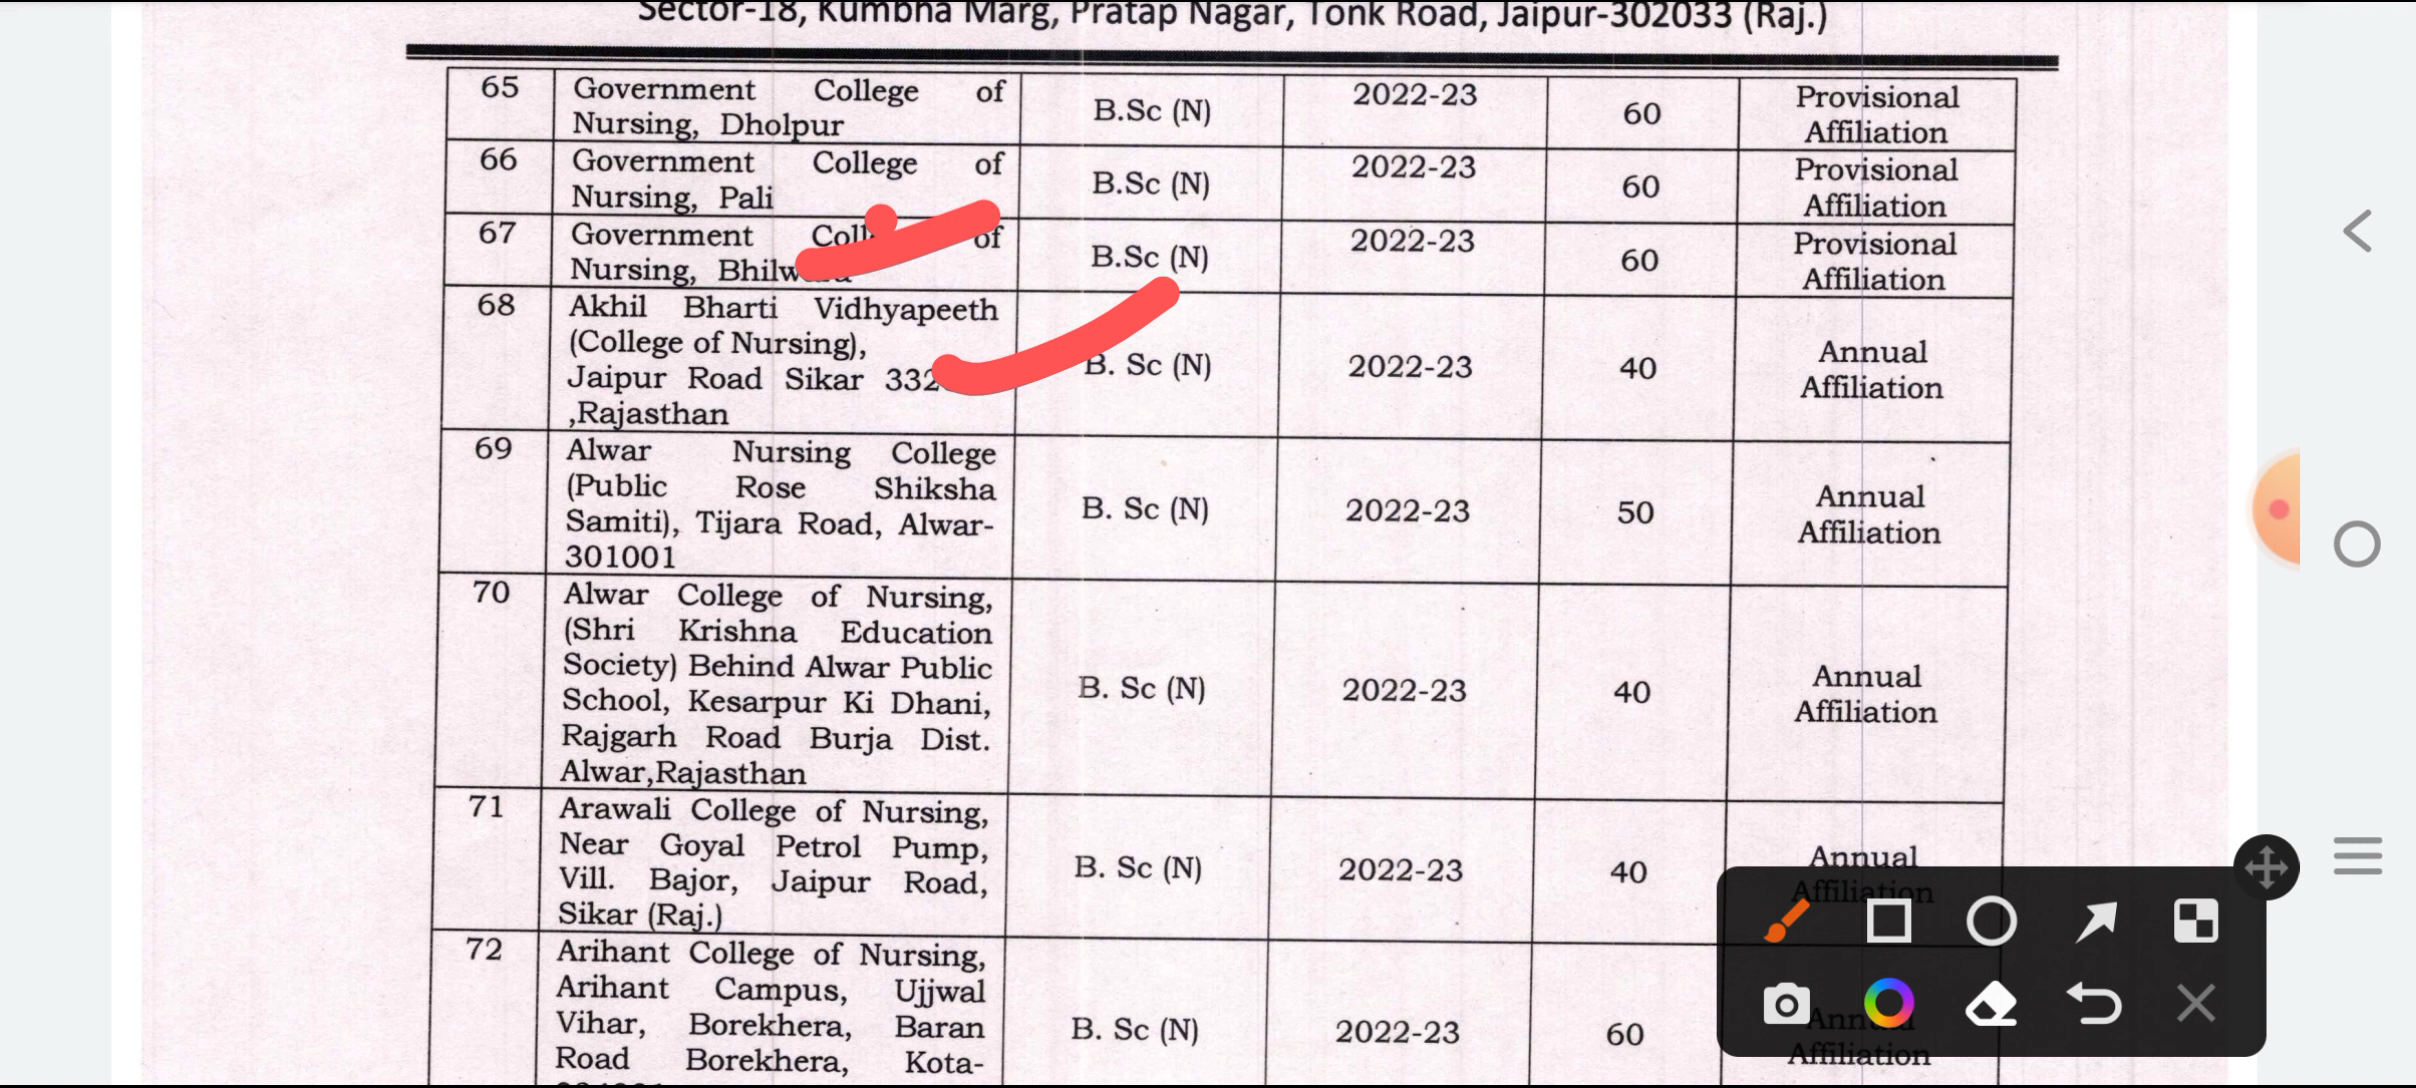 Sector-18, Kumbha Marg, Pratap Nagar, Tonk Road, Jaipur-302033 (Raj.)
65 Government College of Nursing, Dholpur B.Sc (N) 2022-23 60 Provisional Affiliation
66 Government College of Nursing, Pali B.Sc (N) 2022-23 60 Provisional Affiliation
67 Government of
Nursing, B.Sc (N) 2022-23 60 Provisional Affiliation
68 Akhil Bharti Vidhyapeeth
(College of Nursing),
Jaipur Road Sikar
,Rajasthan
B. Sc (N) 2022-23 40 Annual Affiliation
69 Alwar Nursing College
(Public Rose Shiksha
Samiti), Tijara Road, Alwar-
301001
B. Sc (N) 2022-23 50 Annual Affiliation
70 Alwar College of Nursing,
(Shri Krishna Education
Society) Behind Alwar Public
School, Kesarpur Ki Dhani,
Rajgarh Road Burja Dist.
Alwar,Rajasthan
B. Sc (N) 2022-23 40 Annual Affiliation
71 Arawali College of Nursing,
Near Goyal Petrol Pump,
Vill. Bajor, Jaipur Road,
Sikar (Raj.)
B. Sc (N) 2022-23 40 Annual Affiliation
72 Arihant College of Nursing,
Arihant Campus, Ujjwal
Vihar, Borekhera, Baran
Road Borekhera, Kota-
B. Sc (N) 2022-23 60 Annual Affiliation